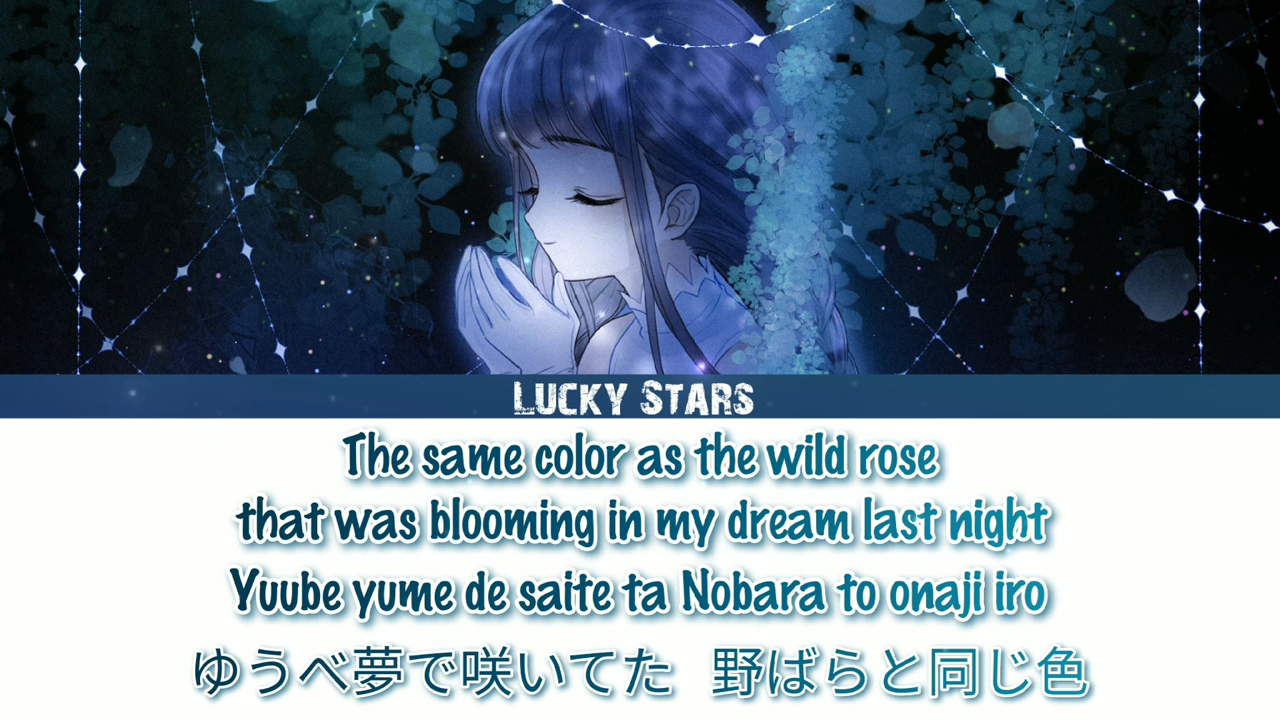 Lucky Stars
The same color as the wild rose
that was blooming in my dream last night
Yuube yume de saite ta Nobara to onaji iro
ゆうべ夢で咲いてた 野ばらと同じ色